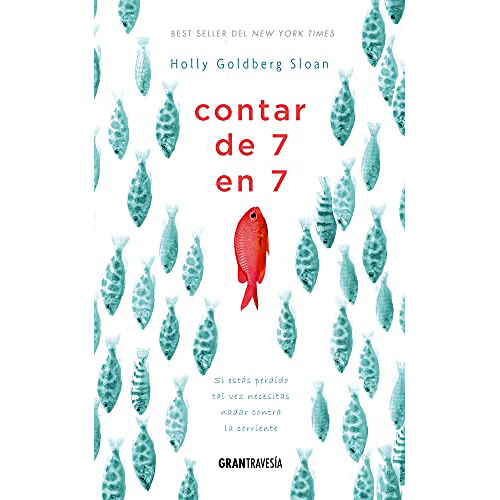 BEST SELLER DEL NEW YORK TIMES
Holly Goldberg Sloan
contar
de 7
en 7
Si estás perdido
tal vez necesitas
nadar contra
la corriente
GRANTRAVESÍA